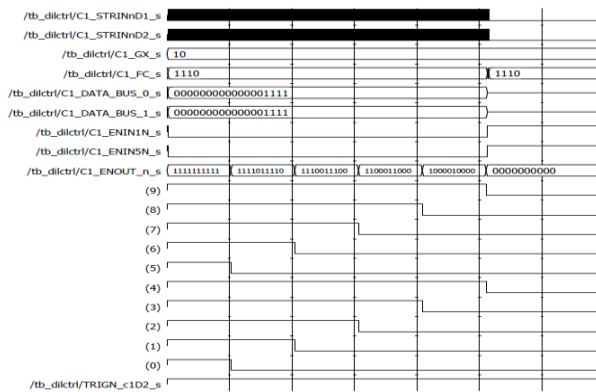 /tb_dilctrl/C1_STRINnD1_s
/tb_dilctrl/C1_STRINnD2_s
/tb_dilctrl/C1_GX_s 10
/tb_dilctrl/C1_FC_s 1110 1110
/tb_dilctrl/C1_DATA_BUS_0_s 000000000000001111
/tb_dilctrl/C1_DATA_BUS_1_s 000000000000001111
/tb_dilctrl/C1_ENIN1N_s
/tb_dilctrl/C1_ENIN5N_s
/tb_dilctrl/C1_ENOUT_n_s 1111111111 1111011110 1110011100 1100011000 1000010000 0000000000
(9)
(8)
(7)
(6)
(5)
(4)
(3)
(2)
(1)
(0)
/tb_dilctrl/TRIGN_c1D2_s